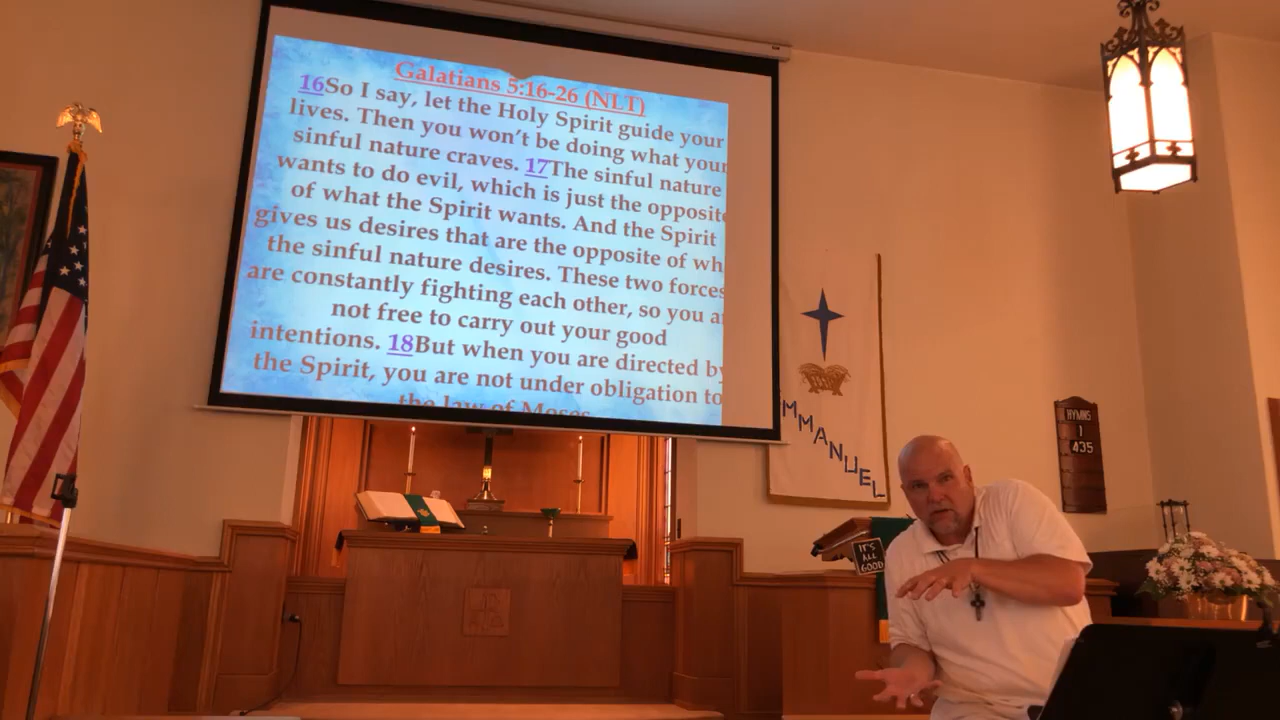 Galatians 5:16-26 (NLT)
16So I say, let the Holy Spirit guide your
lives. Then you won't be doing what your
sinful nature craves. 17The sinful nature
wants to do evil, which is just the opposite
of what the Spirit wants. And the Spirit
gives us desires that are the opposite of wh
the sinful nature desires. These two forces
are constantly fighting each other, so you a
not free to carry out your good
intentions. 18But when you are directed by
the Spirit, you are not under obligation to
the law of Moses
MMANUEL
HYMNS
1
435
IT'S
ALL
GOOD